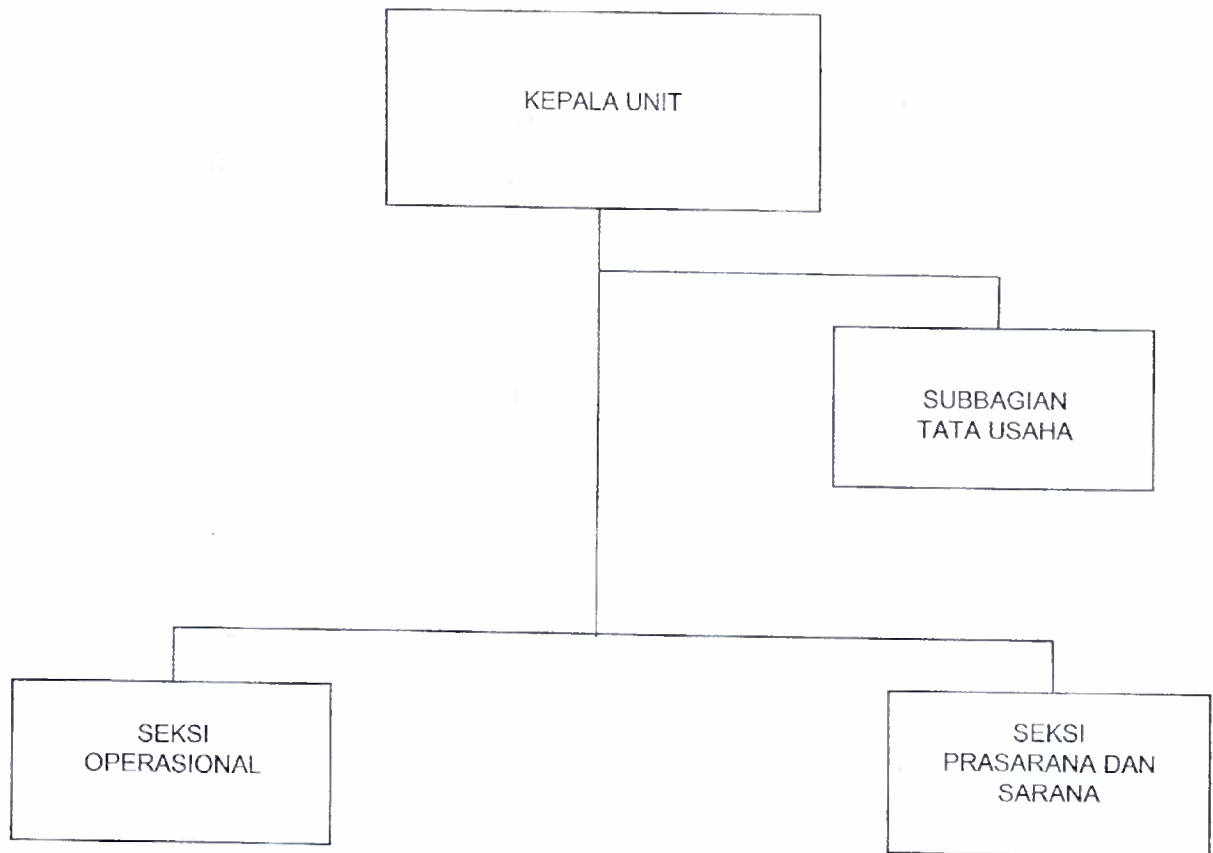 KEPALA UNIT
SUBBAGIAN
TATA USAHA
SEKSI
OPERASIONAL
SEKSI
PRASARANA DAN
SARANA